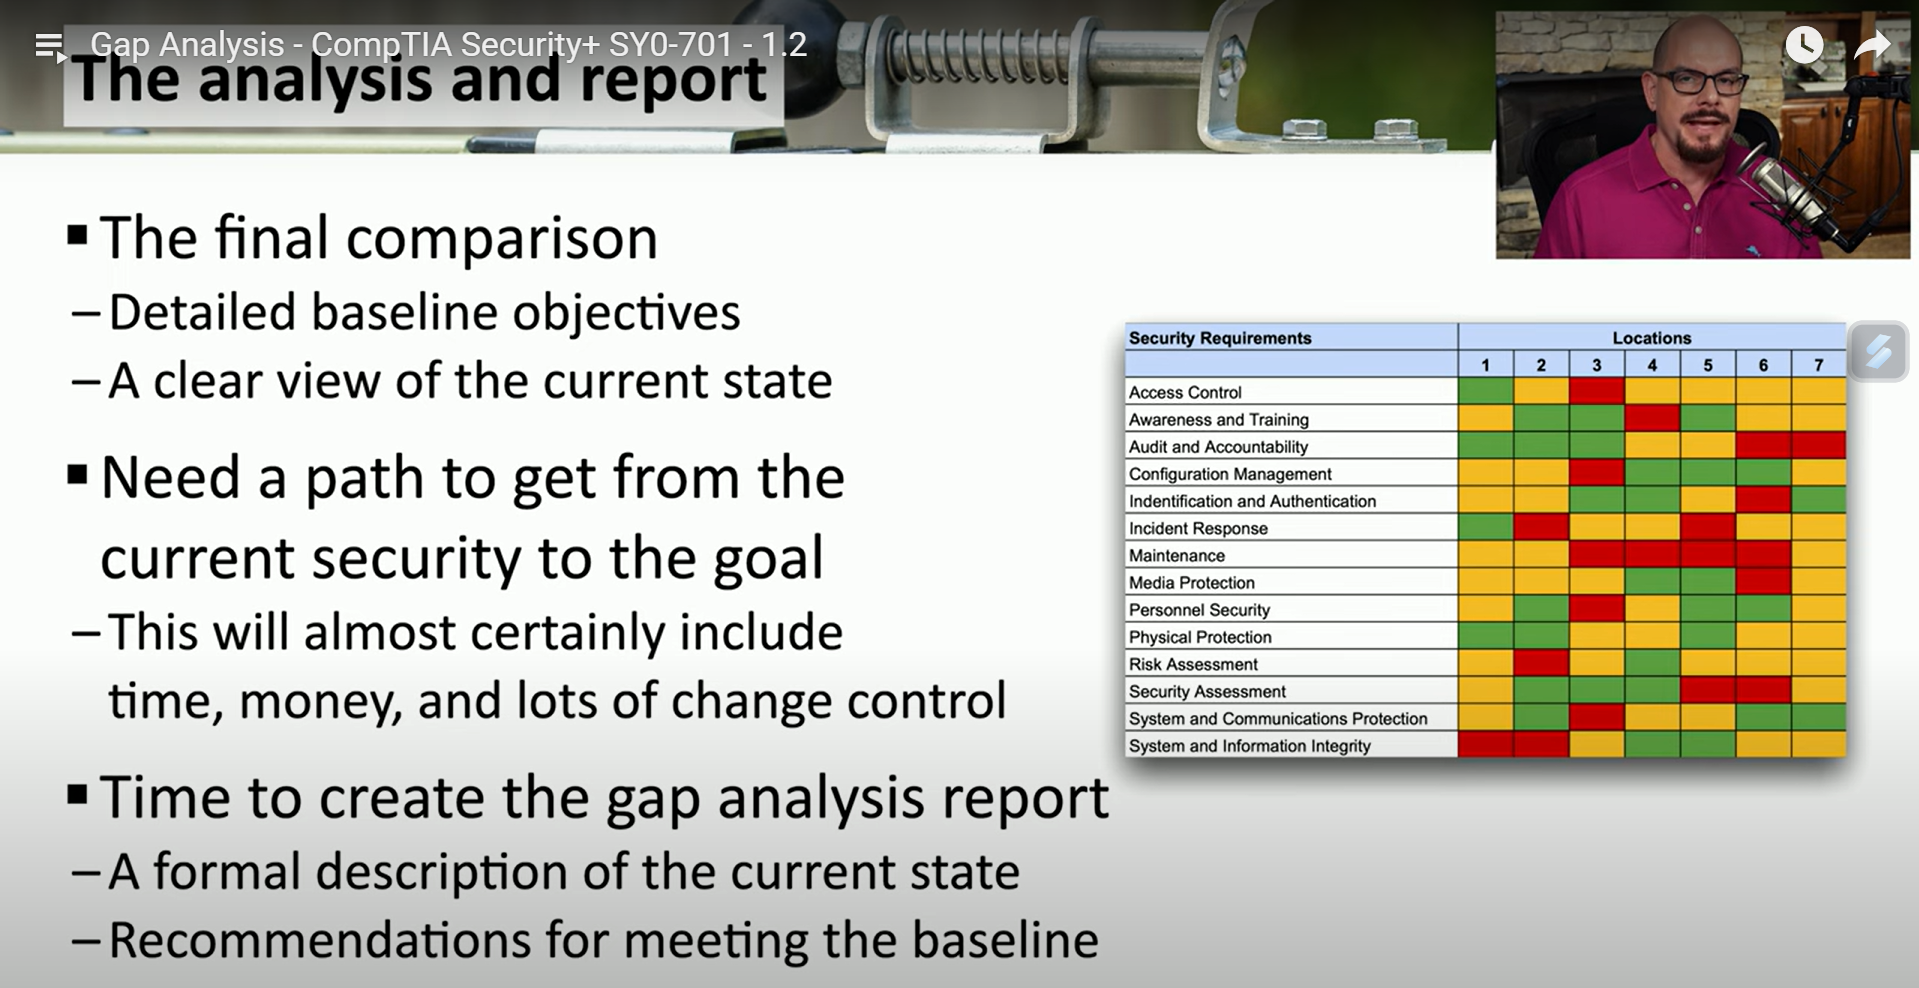 Gap Analysis - CompTIA Security+ SY0-701 - 1.2
The analysis and report
▪ The final comparison
– Detailed baseline objectives
– A clear view of the current state
▪ Need a path to get from the
current security to the goal
– This will almost certainly include
time, money, and lots of change control
▪ Time to create the gap analysis report
– A formal description of the current state
– Recommendations for meeting the baseline
Security Requirements Locations
1 2 3 4 5 6 7
Access Control
Awareness and Training
Audit and Accountability
Configuration Management
Indentification and Authentication
Incident Response
Maintenance
Media Protection
Personnel Security
Physical Protection
Risk Assessment
Security Assessment
System and Communications Protection
System and Information Integrity